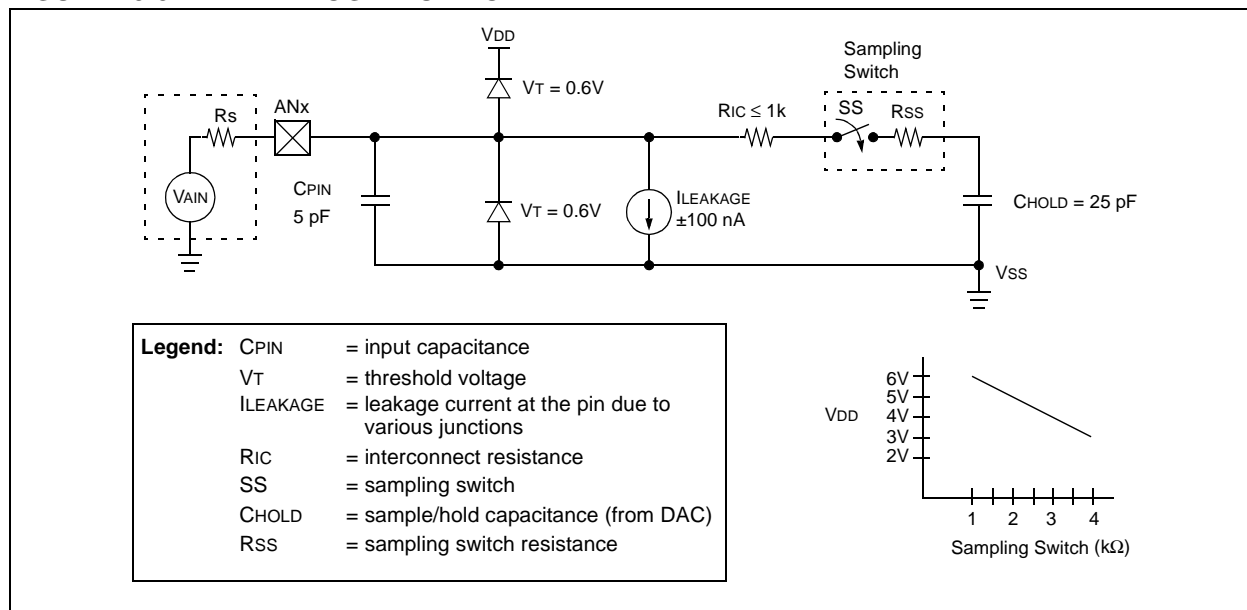 VDD
Sampling
Switch
VT = 0.6V
Rs
ANx
RIC ≤ 1k
SS
RSS
CPIN
5 pF
VAIN
VT = 0.6V
ILEAKAGE
±100 nA
CHOLD = 25 pF
VSS
Legend: CPIN = input capacitance
VT = threshold voltage
ILEAKAGE = leakage current at the pin due to
various junctions
RIC = interconnect resistance
SS = sampling switch
CHOLD = sample/hold capacitance (from DAC)
RSS = sampling switch resistance
6V
5V
VDD
4V
3V
2V
1 2 3 4
Sampling Switch (kΩ)